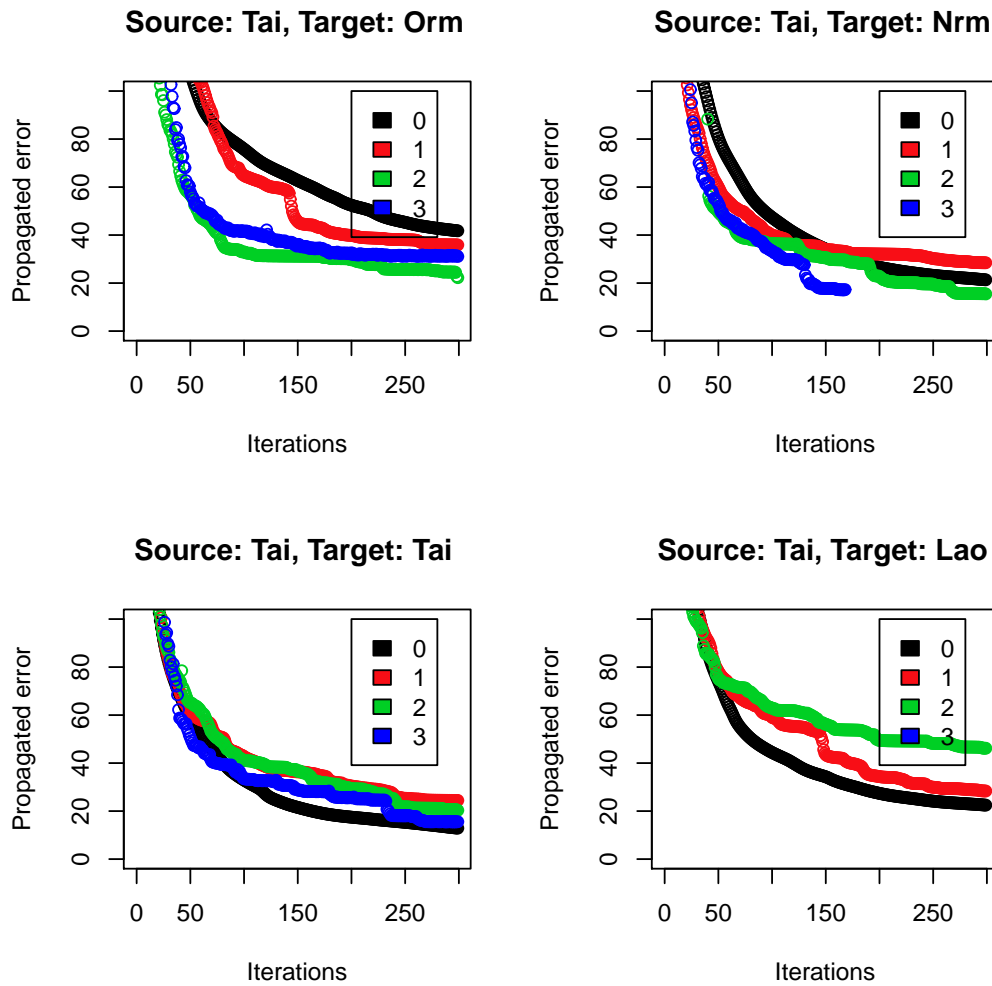 Source: Tai, Target: Orm
Propagated error
0 20 40 60 80
0
1
2
3
0 50 150 250
Iterations
Source: Tai, Target: Nrm
Propagated error
0 20 40 60 80
0
1
2
3
0 50 150 250
Iterations
Source: Tai, Target: Tai
Propagated error
0 20 40 60 80
0
1
2
3
0 50 150 250
Iterations
Source: Tai, Target: Lao
Propagated error
0 20 40 60 80
0
1
2
3
0 50 150 250
Iterations